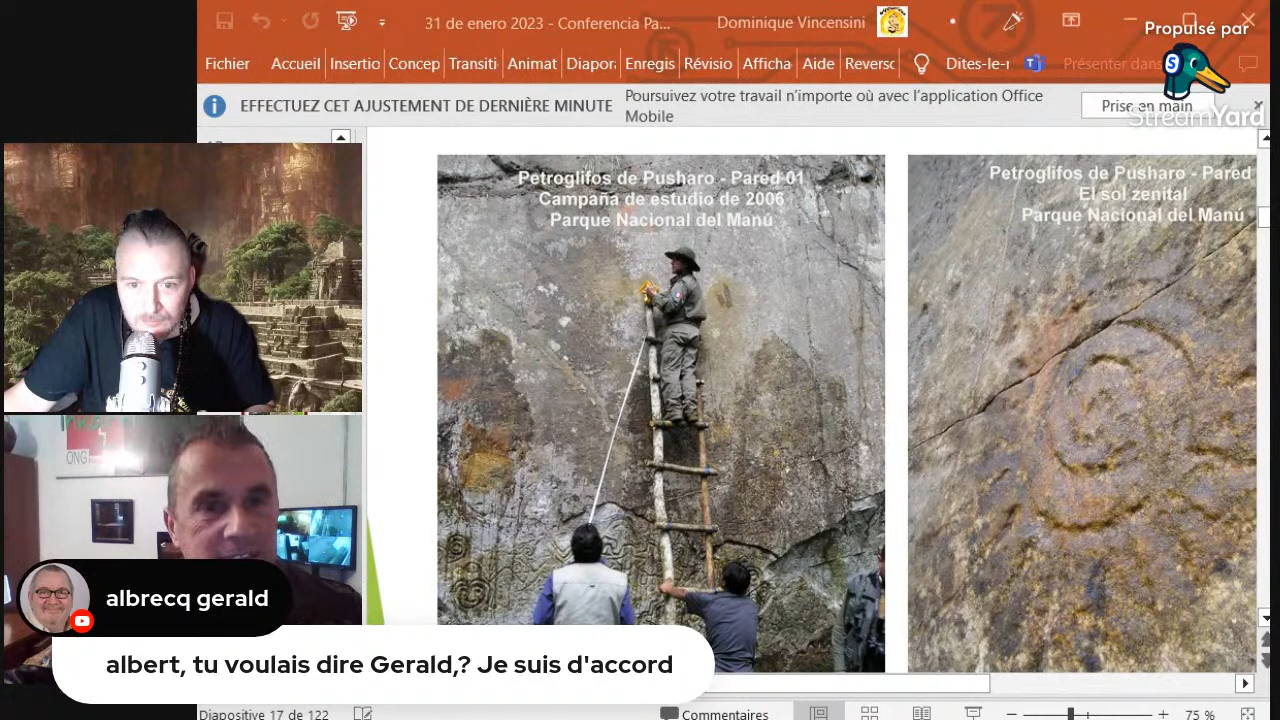 31 de enero 2023 - Conferencia Pa...
Dominique Vincensini
Propulsé par
StreamYard
Fichier
Accueil
Insertio
Concep
Transiti
Animat
Diapora
Enregis
Révisio
Afficha
Aide
Reversc
Dites-le-
Présenter dans
EFFECTUEZ CET AJUSTEMENT DE DERNIÈRE MINUTE
Poursuivez votre travail n'importe où avec l'application Office
Mobile
Prise en main
Petroglifos de Pusharo - Pared 01
Campaña de estudio de 2006
Parque Nacional del Manú
Petroglifos de Pusharo - Pared
El sol zenital
Parque Nacional del Manú
ONG
albrecq gerald
albert, tu voulais dire Gerald,? Je suis d'accord
Diapositive 17 de 122
Commentaires
75 %